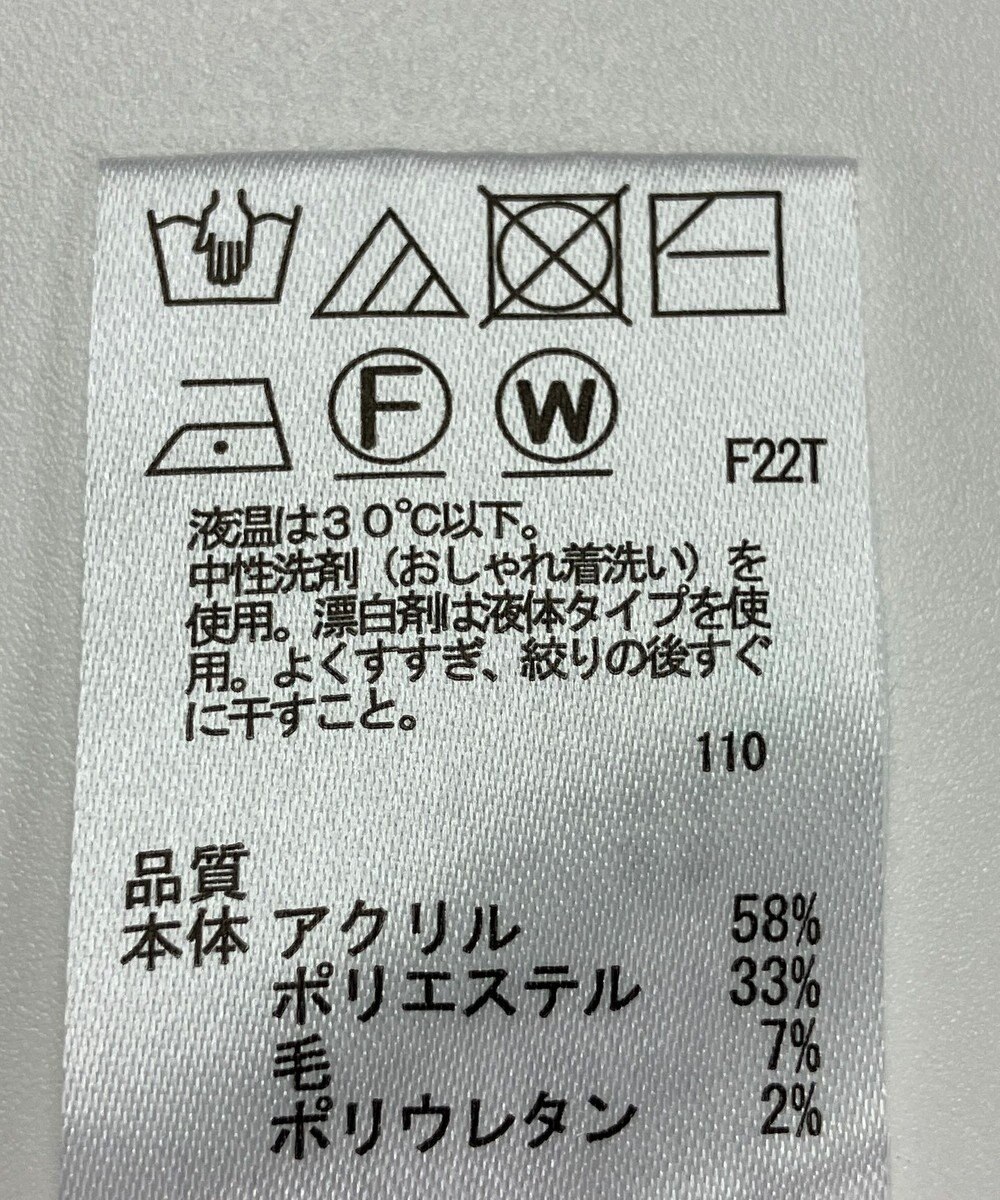 F W
F22T
液温は30℃以下。
中性洗剤（おしゃれ着洗い）を
使用。漂白剤は液体タイプを使
用。よくすすぎ、絞りの後すぐ
に干すこと。
110
品質
本体 アクリル 58%
ポリエステル 33%
毛 7%
ポリウレタン 2%